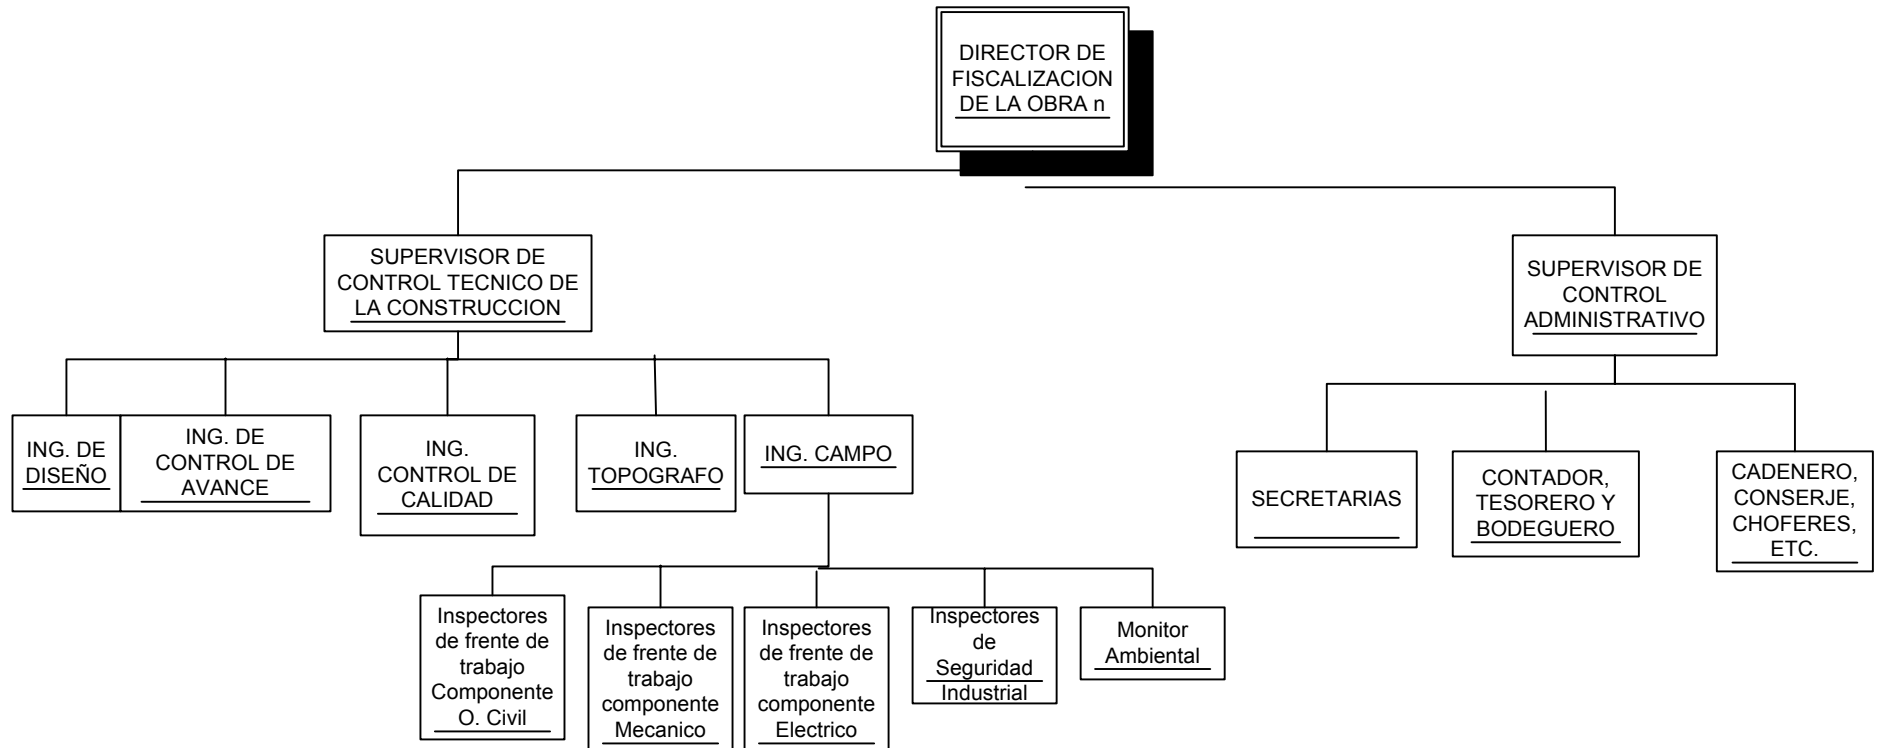 DIRECTOR DE
FISCALIZACION
DE LA OBRA n
SUPERVISOR DE
CONTROL TECNICO DE
LA CONSTRUCCION
SUPERVISOR DE
CONTROL
ADMINISTRATIVO
ING. DE
DISEÑO
ING. DE
CONTROL DE
AVANCE
ING.
CONTROL DE
CALIDAD
ING.
TOPOGRAFO
ING. CAMPO
SECRETARIAS
CONTADOR,
TESORERO Y
BODEGUERO
CADENERO,
CONSERJE,
CHOFERES,
ETC.
Inspectores
de frente de
trabajo
Componente
O. Civil
Inspectores
de frente de
trabajo
componente
Mecanico
Inspectores
de frente de
trabajo
componente
Electrico
Inspectores
de
Seguridad
Industrial
Monitor
Ambiental